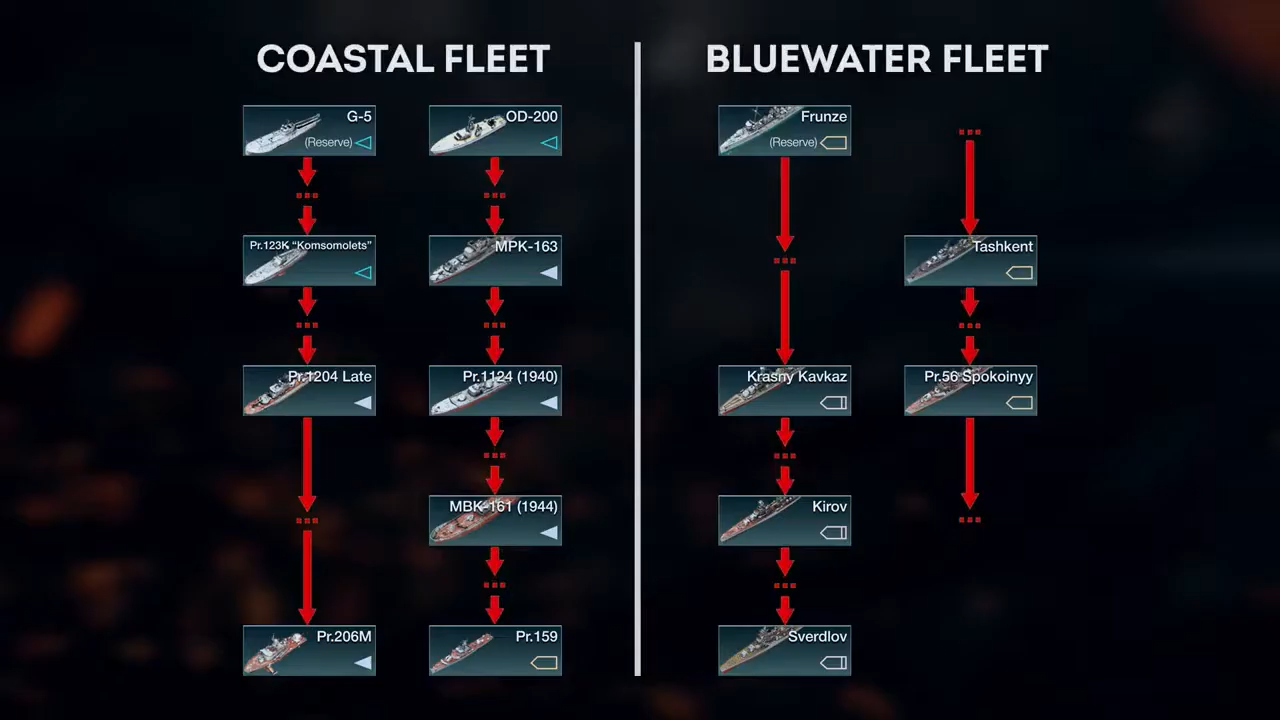 COASTAL FLEET
G-5
(Reserve)
Pr.123K “Komsomolets”
Pr.1204 Late
Pr.206M
OD-200
MPK-163
Pr.1124 (1940)
MBK-161 (1944)
Pr.159
BLUEWATER FLEET
Frunze
(Reserve)
Krasny Kavkaz
Kirov
Sverdlov
Tashkent
Pr.56 Spokoinyy